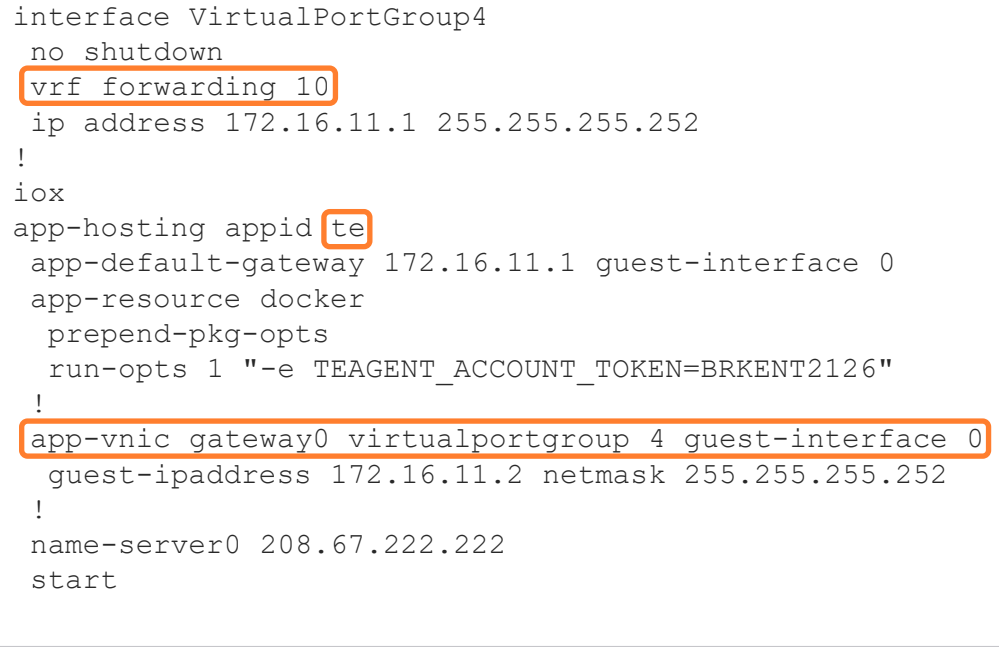 interface VirtualPortGroup4
no shutdown
vrf forwarding 10
ip address 172.16.11.1 255.255.255.252
!
iox
app-hosting appid te
app-default-gateway 172.16.11.1 guest-interface 0
app-resource docker
prepend-pkg-opts
run-opts 1 "-e TEAGENT_ACCOUNT_TOKEN=BRKENT2126"
!
app-vnic gateway0 virtualportgroup 4 guest-interface 0
guest-ipaddress 172.16.11.2 netmask 255.255.255.252
!
name-server0 208.67.222.222
start